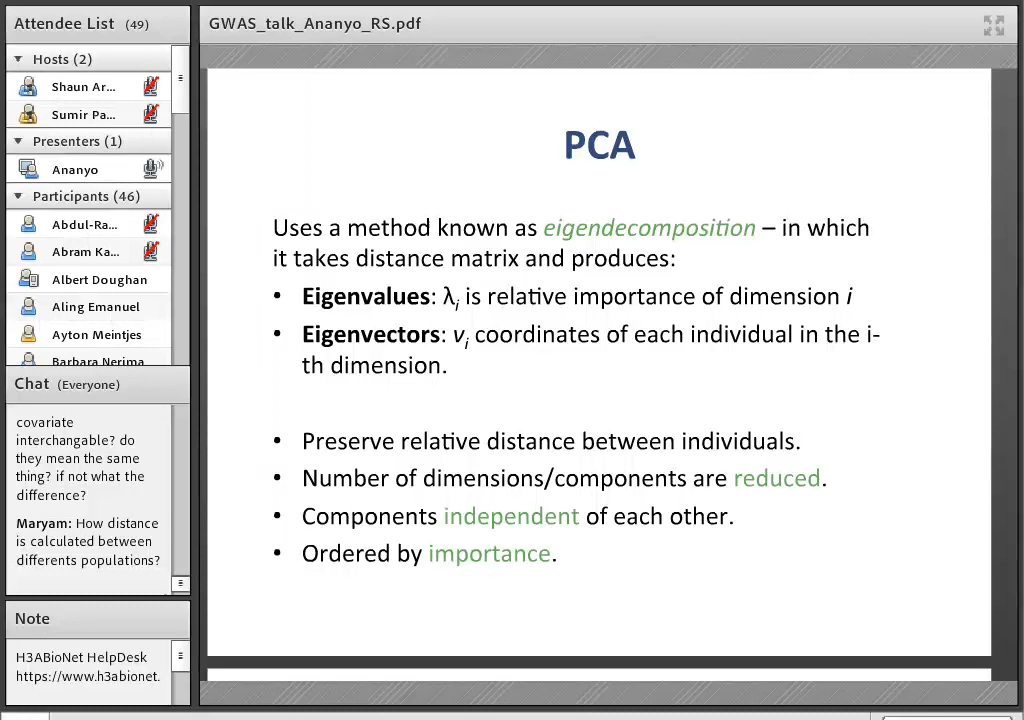 Attendee List (49)
Hosts (2)
Shaun Ar...
Sumir Pa...
Presenters (1)
Ananyo
Participants (46)
Abdul-Ra...
Abram Ka...
Albert Doughan
Aling Emanuel
Ayton Meintjes
Barbara Nerima
Chat (Everyone)
covariate
interchangable? do
they mean the same
thing? if not what the
difference?
Maryam: How distance
is calculated between
differents populations?
Note
H3ABioNet HelpDesk
https://www.h3abionet.
GWAS_talk_Ananyo_RS.pdf
PCA
Uses a method known as eigendecomposition – in which
it takes distance matrix and produces:
• Eigenvalues: λi is relative importance of dimension i
• Eigenvectors: vi coordinates of each individual in the i-
th dimension.
• Preserve relative distance between individuals.
• Number of dimensions/components are reduced.
• Components independent of each other.
• Ordered by importance.